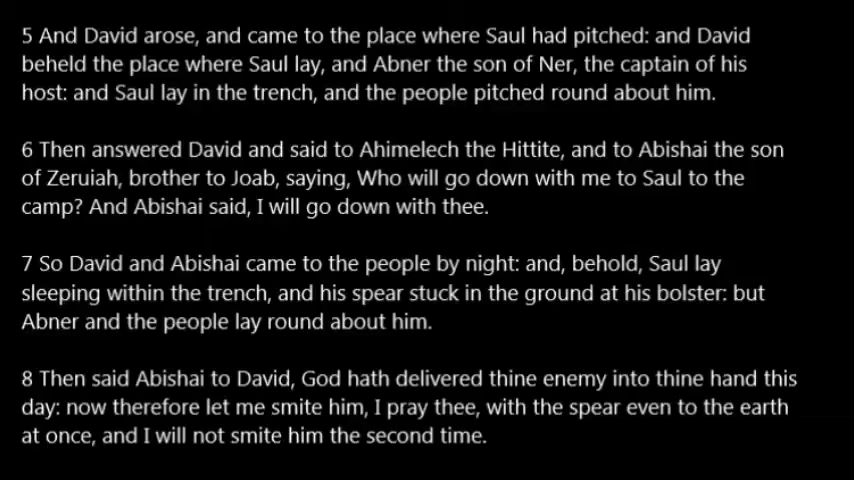 5 And David arose, and came to the place where Saul had pitched: and David
beheld the place where Saul lay, and Abner the son of Ner, the captain of his
host: and Saul lay in the trench, and the people pitched round about him.
6 Then answered David and said to Ahimelech the Hittite, and to Abishai the son
of Zeruiah, brother to Joab, saying, Who will go down with me to Saul to the
camp? And Abishai said, I will go down with thee.
7 So David and Abishai came to the people by night: and, behold, Saul lay
sleeping within the trench, and his spear stuck in the ground at his bolster: but
Abner and the people lay round about him.
8 Then said Abishai to David, God hath delivered thine enemy into thine hand this
day: now therefore let me smite him, I pray thee, with the spear even to the earth
at once, and I will not smite him the second time.